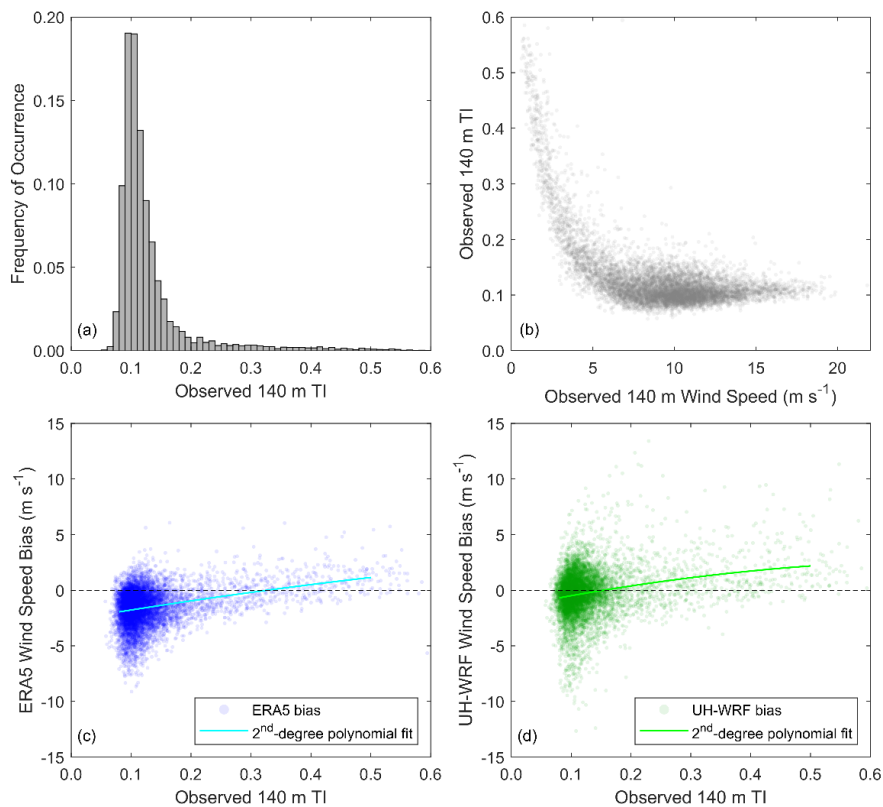 0.20
0.15
0.10
0.05
0.00
Frequency of Occurrence
(a)
0.0 0.1 0.2 0.3 0.4 0.5 0.6
Observed 140 m TI
0.6
0.5
0.4
0.3
0.2
0.1
0.0
Observed 140 m TI
(b)
0 5 10 15 20
Observed 140 m Wind Speed (m s⁻¹)
15
10
5
0
-5
-10
-15
ERA5 Wind Speed Bias (m s⁻¹)
(c)
ERA5 bias
2ⁿᵈ-degree polynomial fit
0.0 0.1 0.2 0.3 0.4 0.5 0.6
Observed 140 m TI
15
10
5
0
-5
-10
-15
UH-WRF Wind Speed Bias (m s⁻¹)
(d)
UH-WRF bias
2ⁿᵈ-degree polynomial fit
0.0 0.1 0.2 0.3 0.4 0.5 0.6
Observed 140 m TI